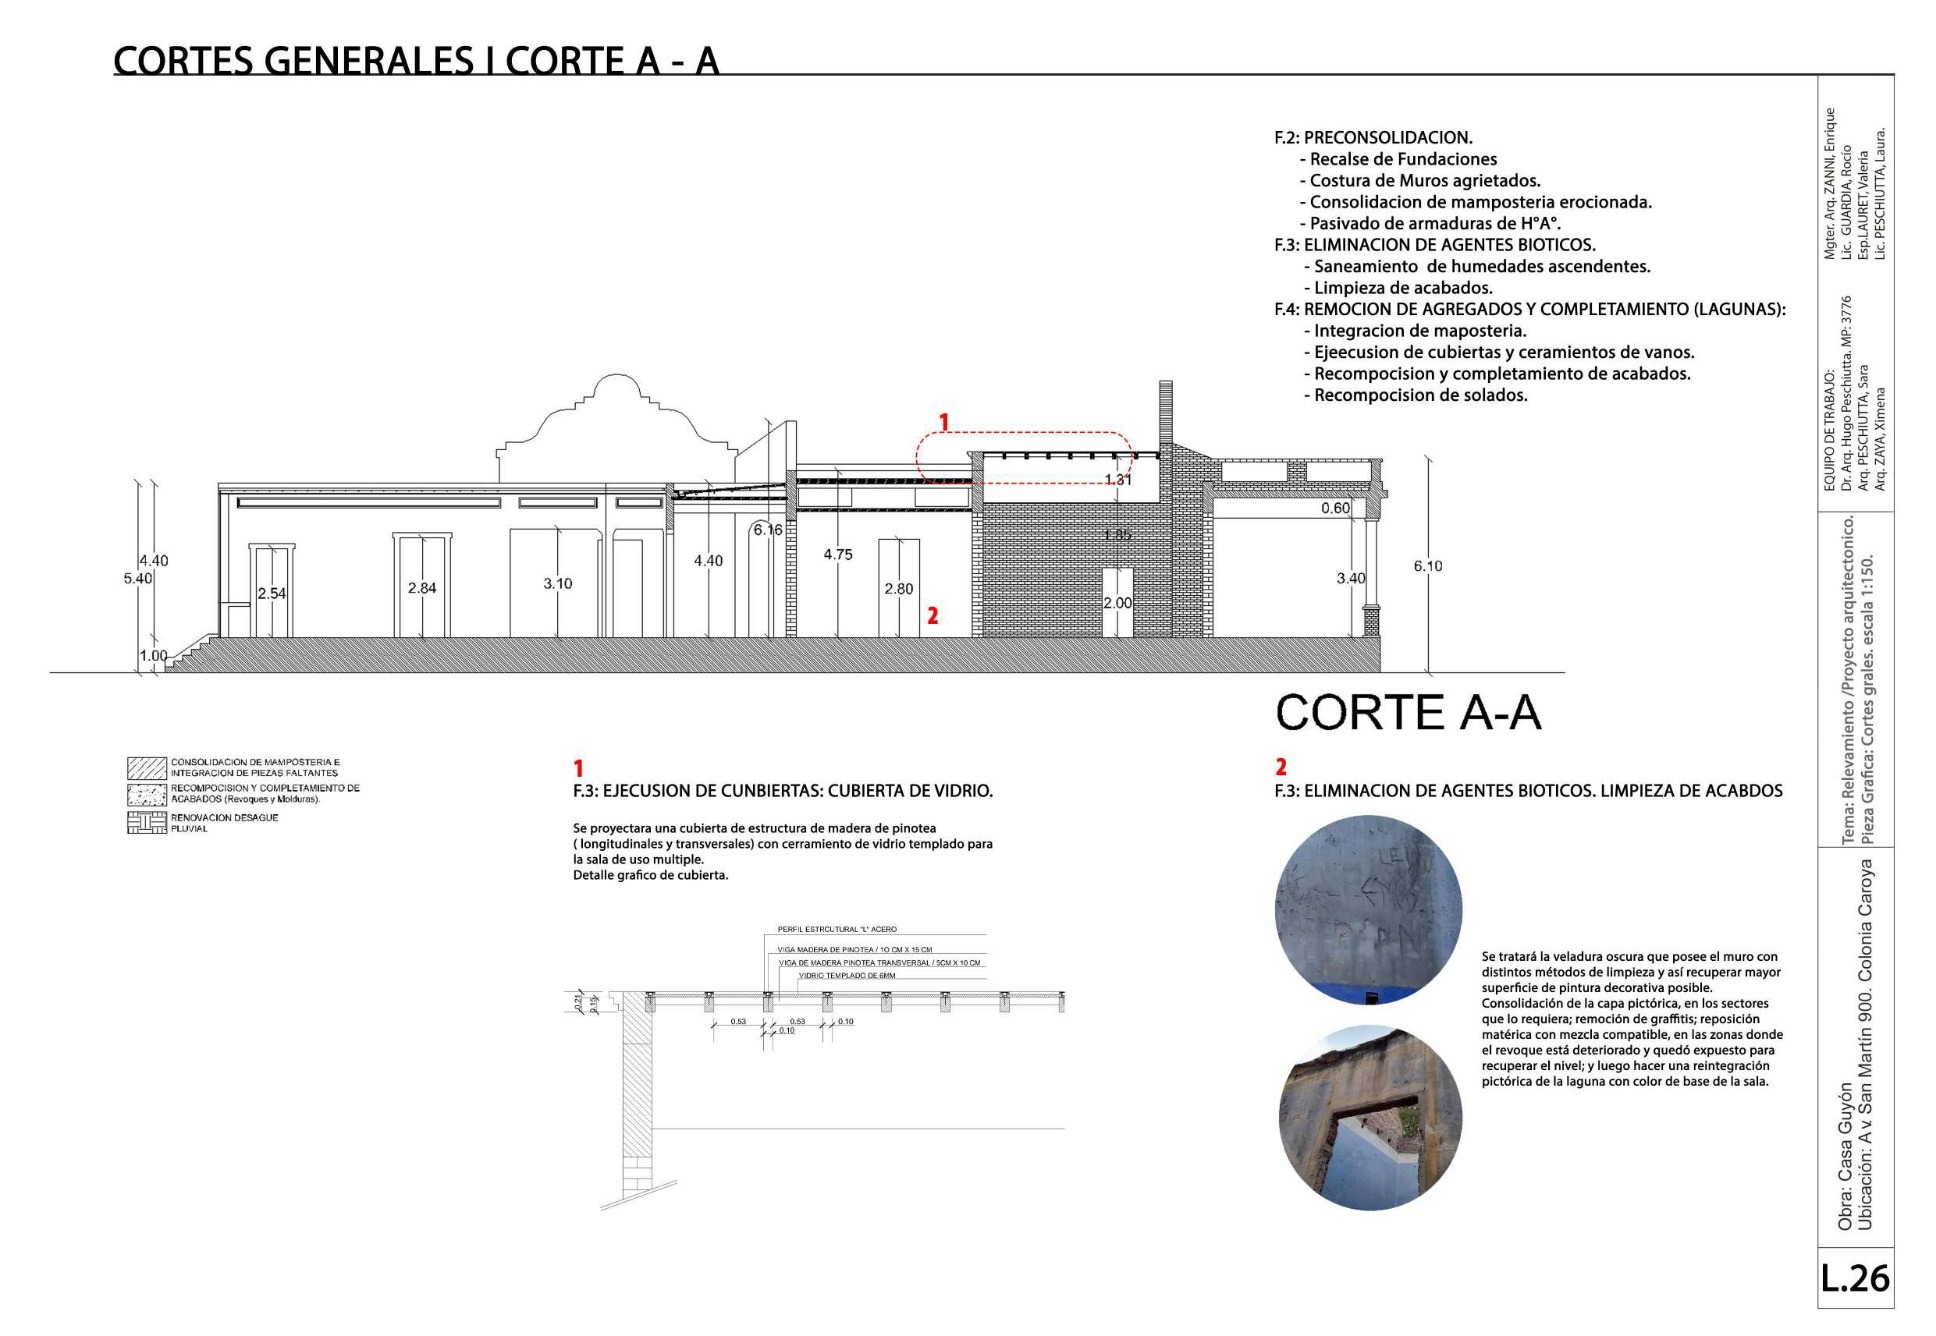 CORTES GENERALES I CORTE A - A
F.2: PRECONSOLIDACION.
- Recalse de Fundaciones
- Costura de Muros agrietados.
- Consolidacion de mamposteria erocionada.
- Pasivado de armaduras de H°A°.
F.3: ELIMINACION DE AGENTES BIOTICOS.
- Saneamiento de humedades ascendentes.
- Limpieza de acabados.
F.4: REMOCION DE AGREGADOS Y COMPLETAMIENTO (LAGUNAS):
- Integracion de maposteria.
- Ejeecusion de cubiertas y ceramientos de vanos.
- Recompocision y completamiento de acabados.
- Recompocision de solados.
1
1.31
0.60
6.16
1.85
4.40
5.40
4.75
4.40
6.10
2.54
2.84
3.10
2.80
2.00
3.40
2
1.00
CORTE A-A
CONSOLIDACION DE MAMPOSTERIA E
INTEGRACION DE PIEZAS FALTANTES
RECOMPOCISION Y COMPLETAMIENTO DE
ACABADOS (Revoques y Molduras).
RENOVACION DESAGUE
PLUVIAL
1
F.3: EJECUSION DE CUNBIERTAS: CUBIERTA DE VIDRIO.
Se proyectara una cubierta de estructura de madera de pinotea
( longitudinales y transversales) con cerramiento de vidrio templado para
la sala de uso multiple.
Detalle grafico de cubierta.
PERFIL ESTRCUTURAL "L" ACERO
VIGA MADERA DE PINOTEA / 10 CM X 15 CM
VIGA DE MADERA PINOTEA TRANSVERSAL / 5CM X 10 CM
VIDRIO TEMPLADO DE 6MM
0.21
0.15
0.53
0.53
0.10
0.10
2
F.3: ELIMINACION DE AGENTES BIOTICOS. LIMPIEZA DE ACABDOS
Se tratará la veladura oscura que posee el muro con
distintos métodos de limpieza y así recuperar mayor
superficie de pintura decorativa posible.
Consolidación de la capa pictórica, en los sectores
que lo requiera; remoción de graffitis; reposición
matérica con mezcla compatible, en las zonas donde
el revoque está deteriorado y quedó expuesto para
recuperar el nivel; y luego hacer una reintegración
pictórica de la laguna con color de base de la sala.
Mgter. Arq. ZANNI, Enrique
Lic. GUARDIA, Rocío
Esp.LAURET, Valeria
Lic. PESCHIUTTA, Laura.
EQUIPO DE TRABAJO:
Dr. Arq. Hugo Peschiutta. MP: 3776
Arq. PESCHIUTTA, Sara
Arq. ZAYA, Ximena
Tema: Relevamiento /Proyecto arquitectonico.
Pieza Grafica: Cortes grales. escala 1:150.
Obra: Casa Guyón
Ubicación: Av. San Martín 900. Colonia Caroya
L.26